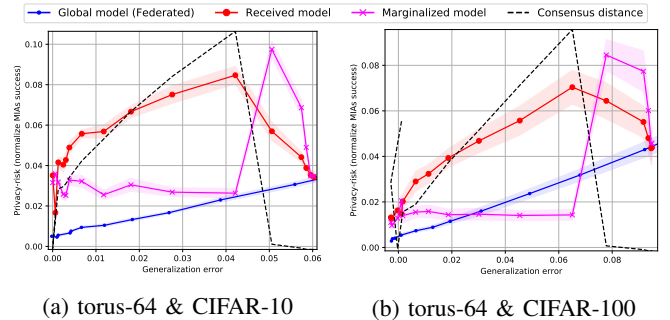 Global model (Federated) Received model Marginalized model Consensus distance
Privacy-risk (normalize MIAs success)
0.10
0.08
0.06
0.04
0.02
0.00
0.00 0.01 0.02 0.03 0.04 0.05 0.06
Generalization error
Privacy-risk (normalize MIAs success)
0.100
0.08
0.06
0.04
0.02
0.00
0.00 0.02 0.04 0.06 0.08
Generalization error
(a) torus-64 & CIFAR-10 (b) torus-64 & CIFAR-100